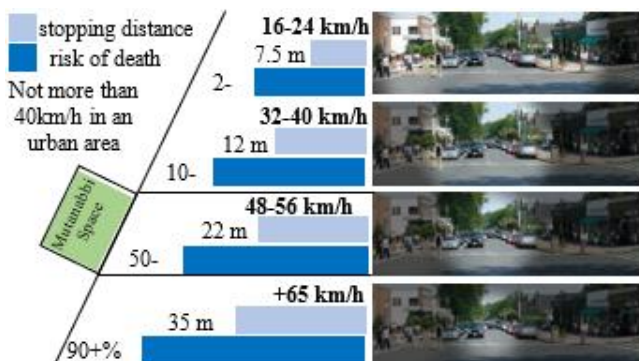 stopping distance
risk of death
Not more than
40km/h in an
urban area
16-24 km/h
7.5 m
2-
32-40 km/h
12 m
10-
Mutanabbi
Space
48-56 km/h
22 m
50-
+65 km/h
35 m
90+%